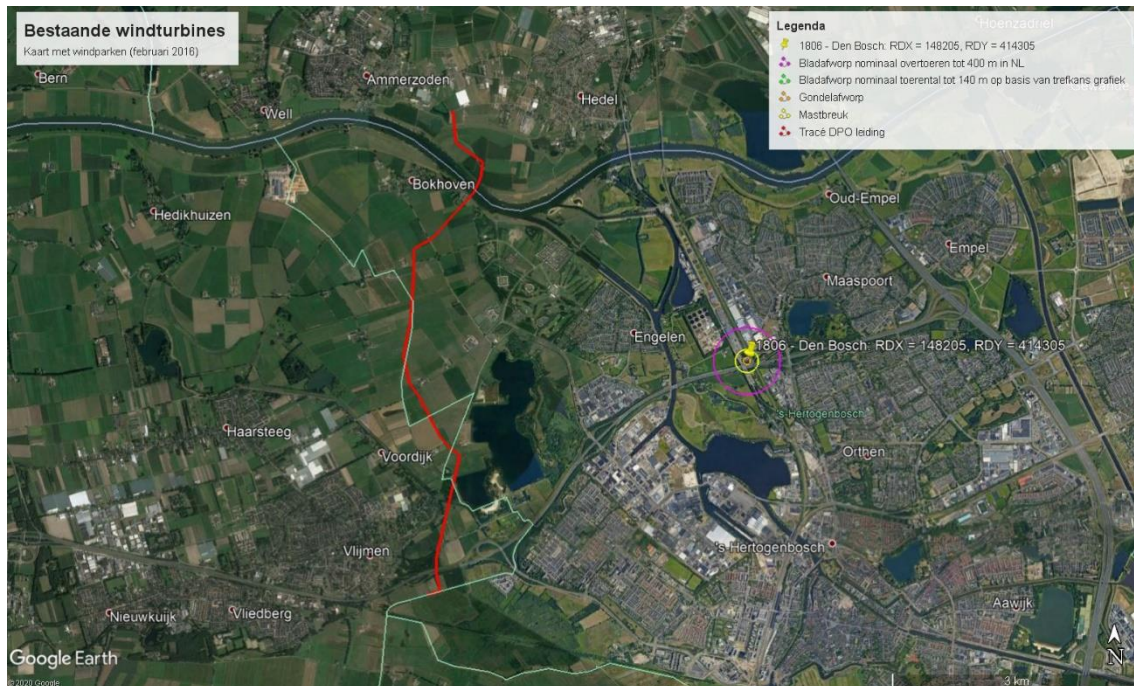 Bestaande windturbines
Kaart met windparken (februari 2016)
Legenda
1806 - Den Bosch: RDX = 148205, RDY = 414305
Bladafworp nominaal overtoeren tot 400 m in NL
Bladafworp nominaal toerental tot 140 m op basis van trefkans grafiek
Gondelafworp
Mastbreuk
Tracé DPO leiding
Hoenzadriel
Bern
Ammerzoden
Hedel
Well
Bokhoven
Oud-Empel
Hedikhuizen
Empel
Maaspoort
Engelen
1806 - Den Bosch: RDX = 148205, RDY = 414305
's Hertogenbosch
Haarsteeg
Voordijk
Orthen
Vlijmen
's Hertogenbosch
Nieuwkuijk
Vliedberg
Aawijk
Google Earth
© 2020 Google
N
3 km